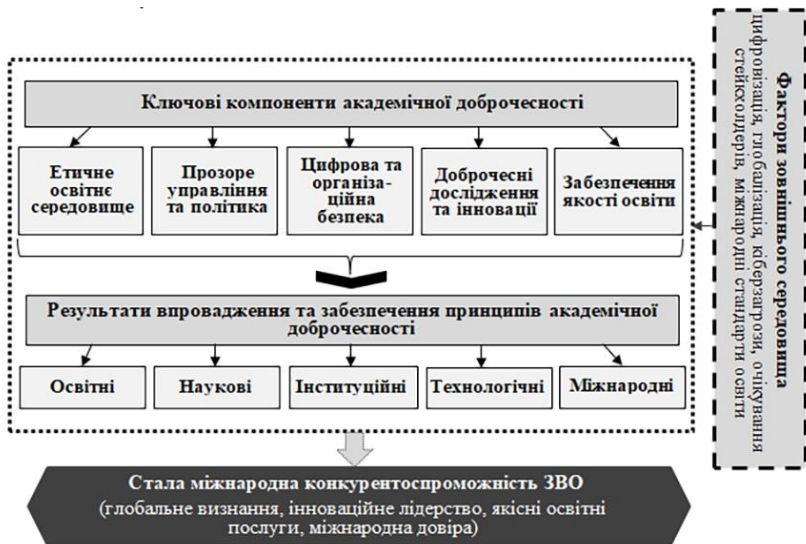 Ключові компоненти академічної доброчесності
Етичне
освітнє
середовище
Прозоре
управління
та політика
Цифрова та
організа-
ційна
безпека
Доброчесні
дослідження
та інновації
Забезпечення
якості освіти
Результати впровадження та забезпечення принципів академічної
доброчесності
Освітні
Наукові
Інституційні
Технологічні
Міжнародні
Стала міжнародна конкурентоспроможність ЗВО
(глобальне визнання, інноваційне лідерство, якісні освітні
послуги, міжнародна довіра)
Фактори зовнішнього середовища
цифровізація, глобалізація, кіберзагрози, очікування
стейкхолдерів, міжнародні стандарти освіти